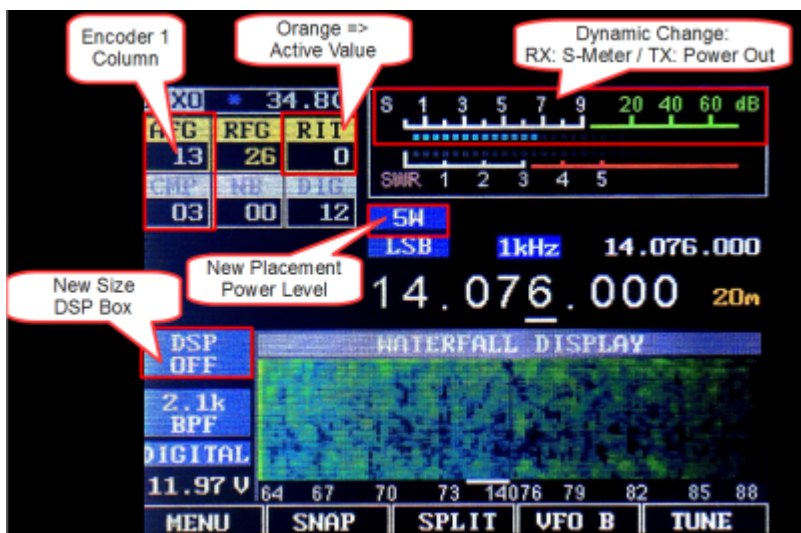 Encoder 1
Column
Orange =>
Active Value
Dynamic Change:
RX: S-Meter / TX: Power Out
XO * 34.8
S 1 3 5 7 9 20 40 60 dB
AFG RFG RIT
13 26 0
SWR 1 2 3 4 5
CMP NB DIG
03 00 12
5W
LSB 1kHz 14.076.000
New Placement
Power Level
14.076.000 20m
New Size
DSP Box
DSP
OFF
WATERFALL DISPLAY
2.1k
BPF
DIGITAL
11.97 V
64 67 70 73 14076 79 82 85 88
MENU SNAP SPLIT VFO B TUNE